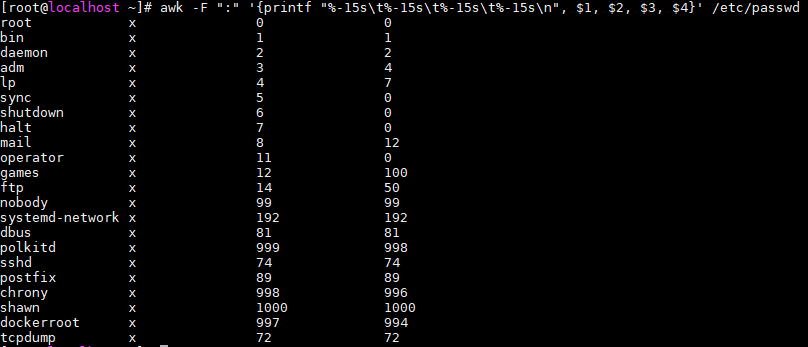 [root@localhost ~]# awk -F ":" '{printf "%-15s\t%-15s\t%-15s\t%-15s\n", $1, $2, $3, $4}' /etc/passwd
root x 0 0
bin x 1 1
daemon x 2 2
adm x 3 4
lp x 4 7
sync x 5 0
shutdown x 6 0
halt x 7 0
mail x 8 12
operator x 11 0
games x 12 100
ftp x 14 50
nobody x 99 99
systemd-network x 192 192
dbus x 81 81
polkitd x 999 998
sshd x 74 74
postfix x 89 89
chrony x 998 996
shawn x 1000 1000
dockerroot x 997 994
tcpdump x 72 72